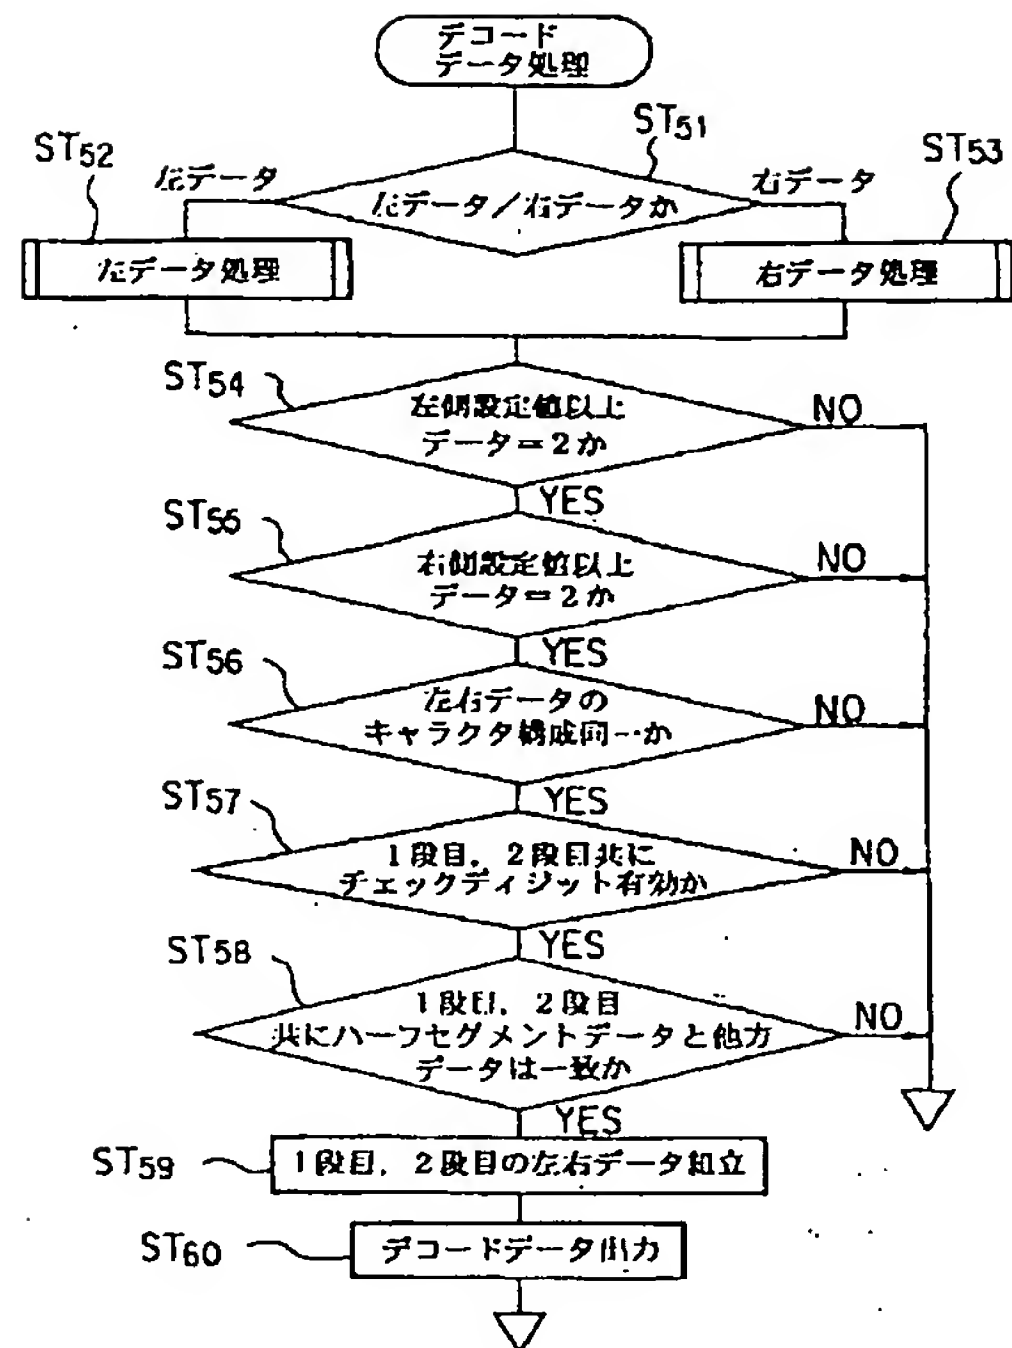 デコード
データ処理
ST51
ST52
ST53
左データ
左データ/右データか
右データ
左データ処理
右データ処理
ST54
左側設定値以上
データ=2か
NO
YES
ST55
右側設定値以上
データ=2か
NO
YES
ST56
左右データの
キャラクタ構成同一か
NO
YES
ST57
1段目,2段目共に
チェックディジット有効か
NO
YES
ST58
1段目,2段目
共にハーフセグメントデータと他方
データは一致か
NO
YES
ST59
1段目,2段目の左右データ組立
ST60
デコードデータ出力